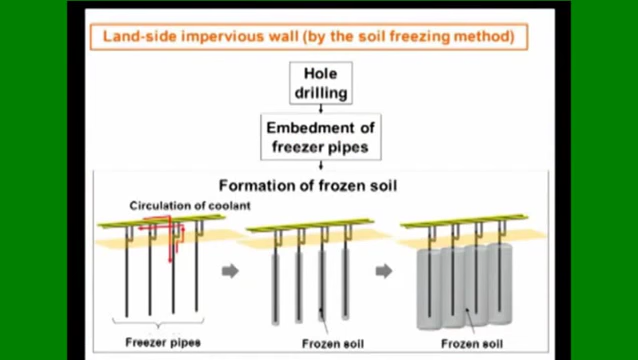 Land-side impervious wall (by the soil freezing method)
Hole
drilling
Embedment of
freezer pipes
Formation of frozen soil
Circulation of coolant
Freezer pipes
Frozen soil
Frozen soil